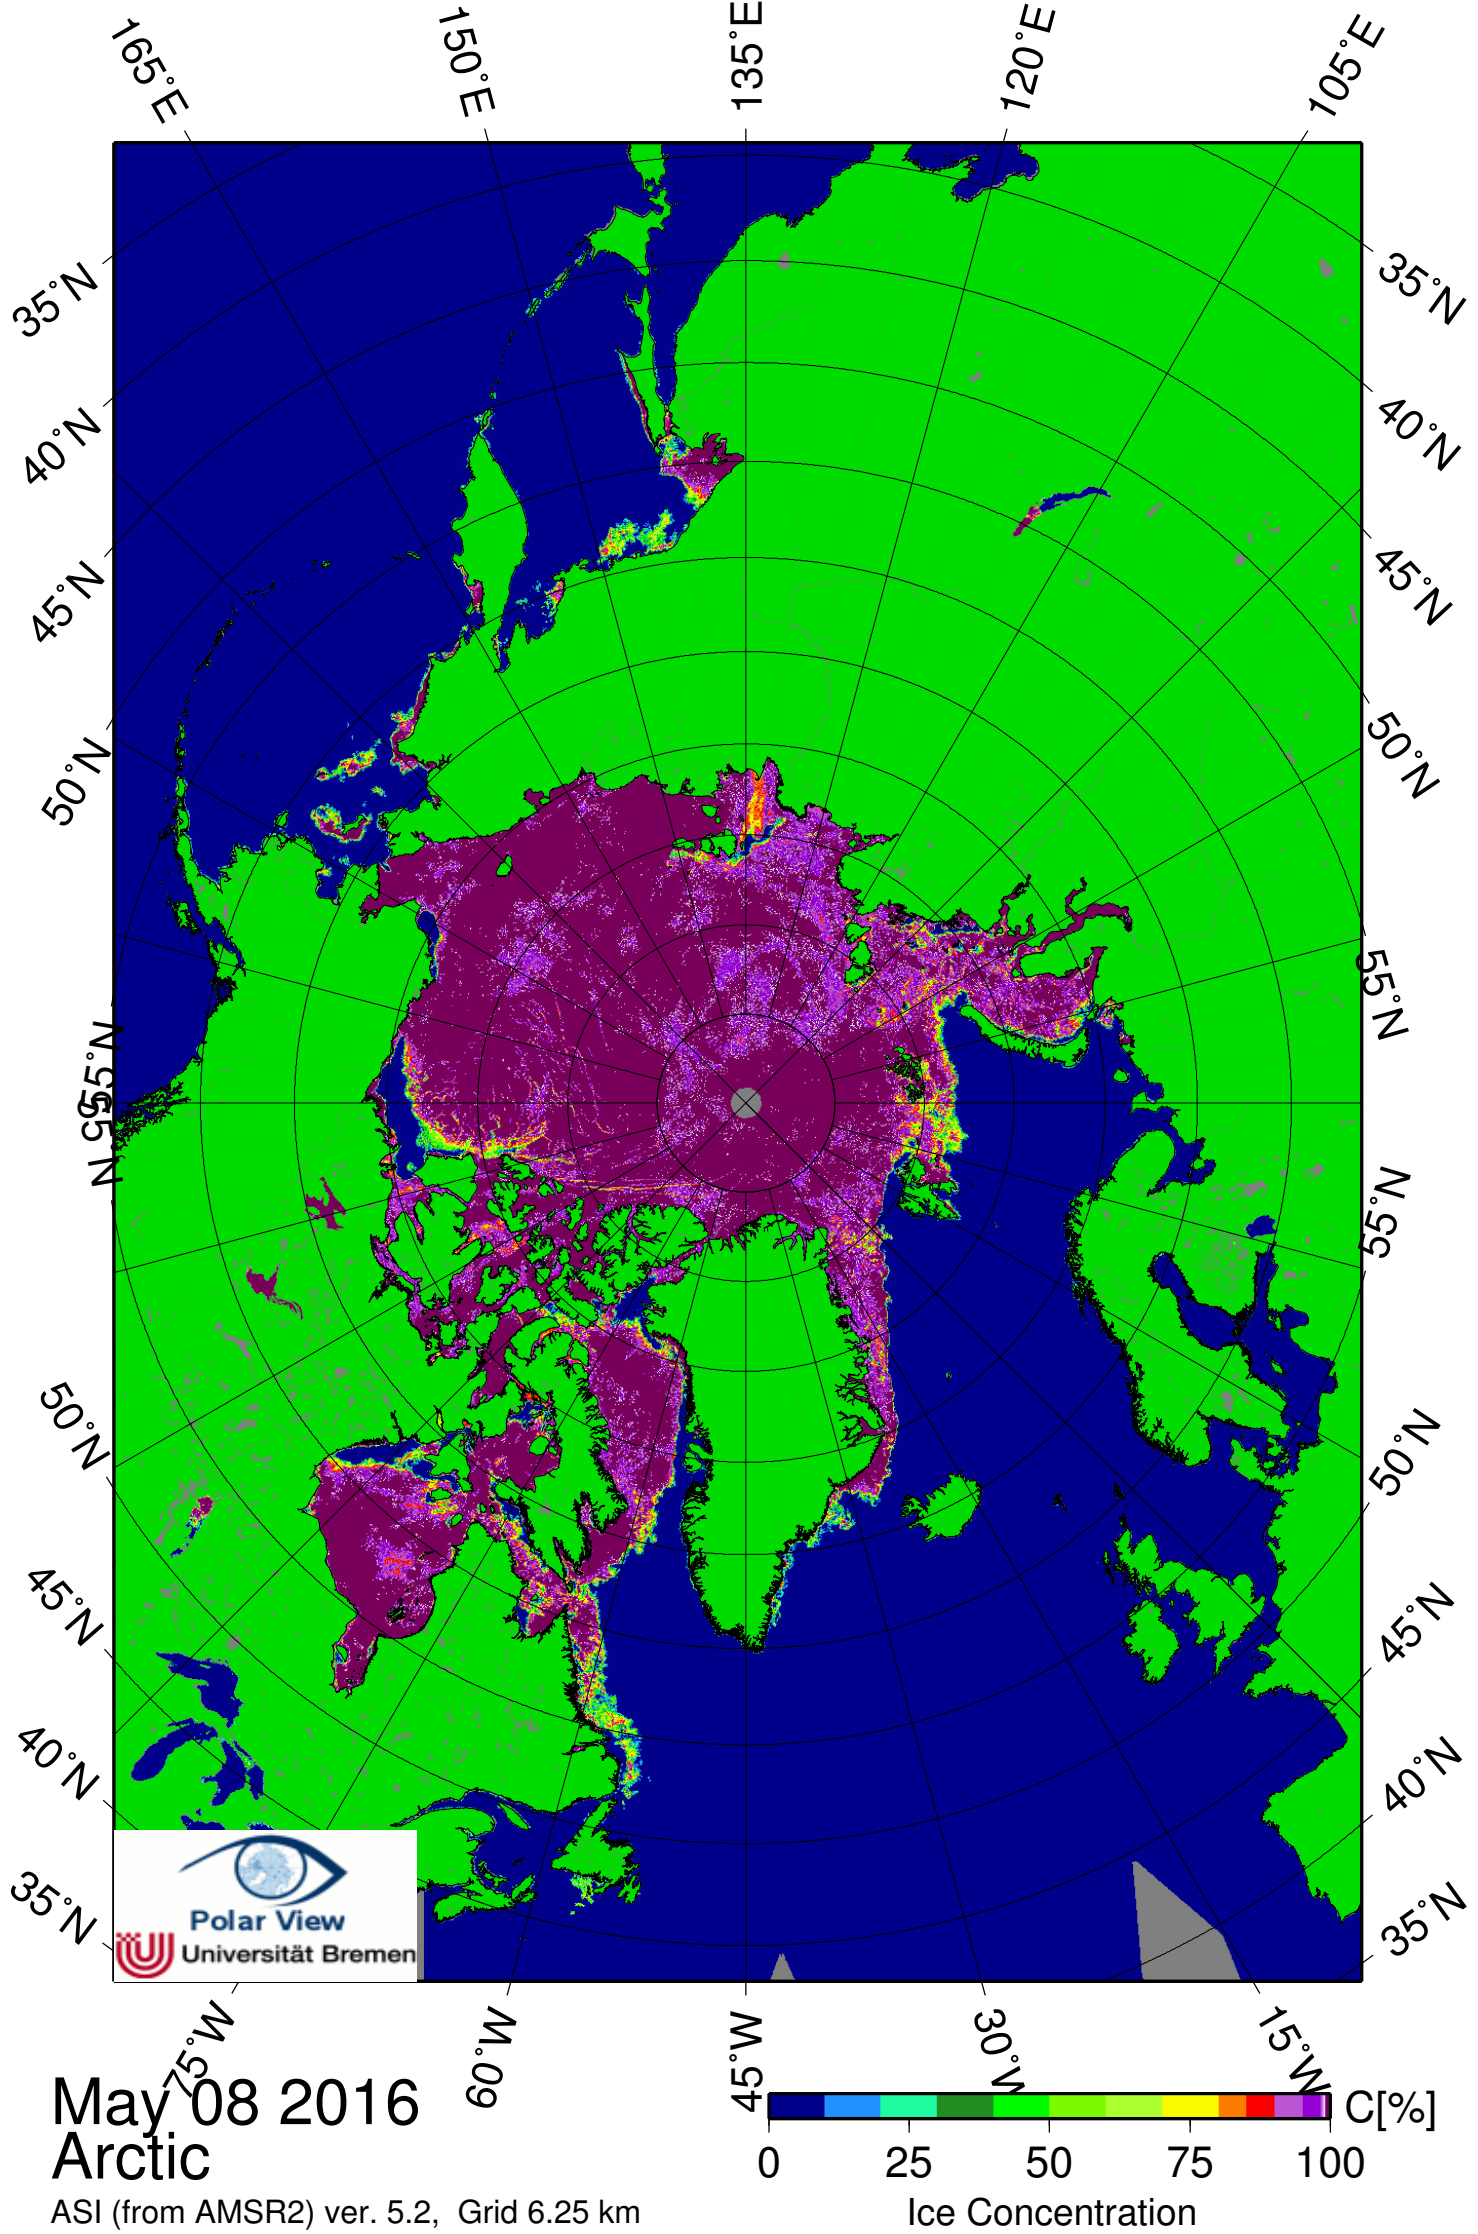 165°E 150°E 135°E 120°E 105°E
35°N 35°N
40°N 40°N
45°N 45°N
50°N 50°N
55°N 55°N
55°N 55°N
50°N 50°N
45°N 45°N
40°N 40°N
35°N 35°N
Polar View
Universität Bremen
75°W 60°W 45°W 30°W 15°W
May 08 2016
Arctic
ASI (from AMSR2) ver. 5.2, Grid 6.25 km
C[%]
0 25 50 75 100
Ice Concentration